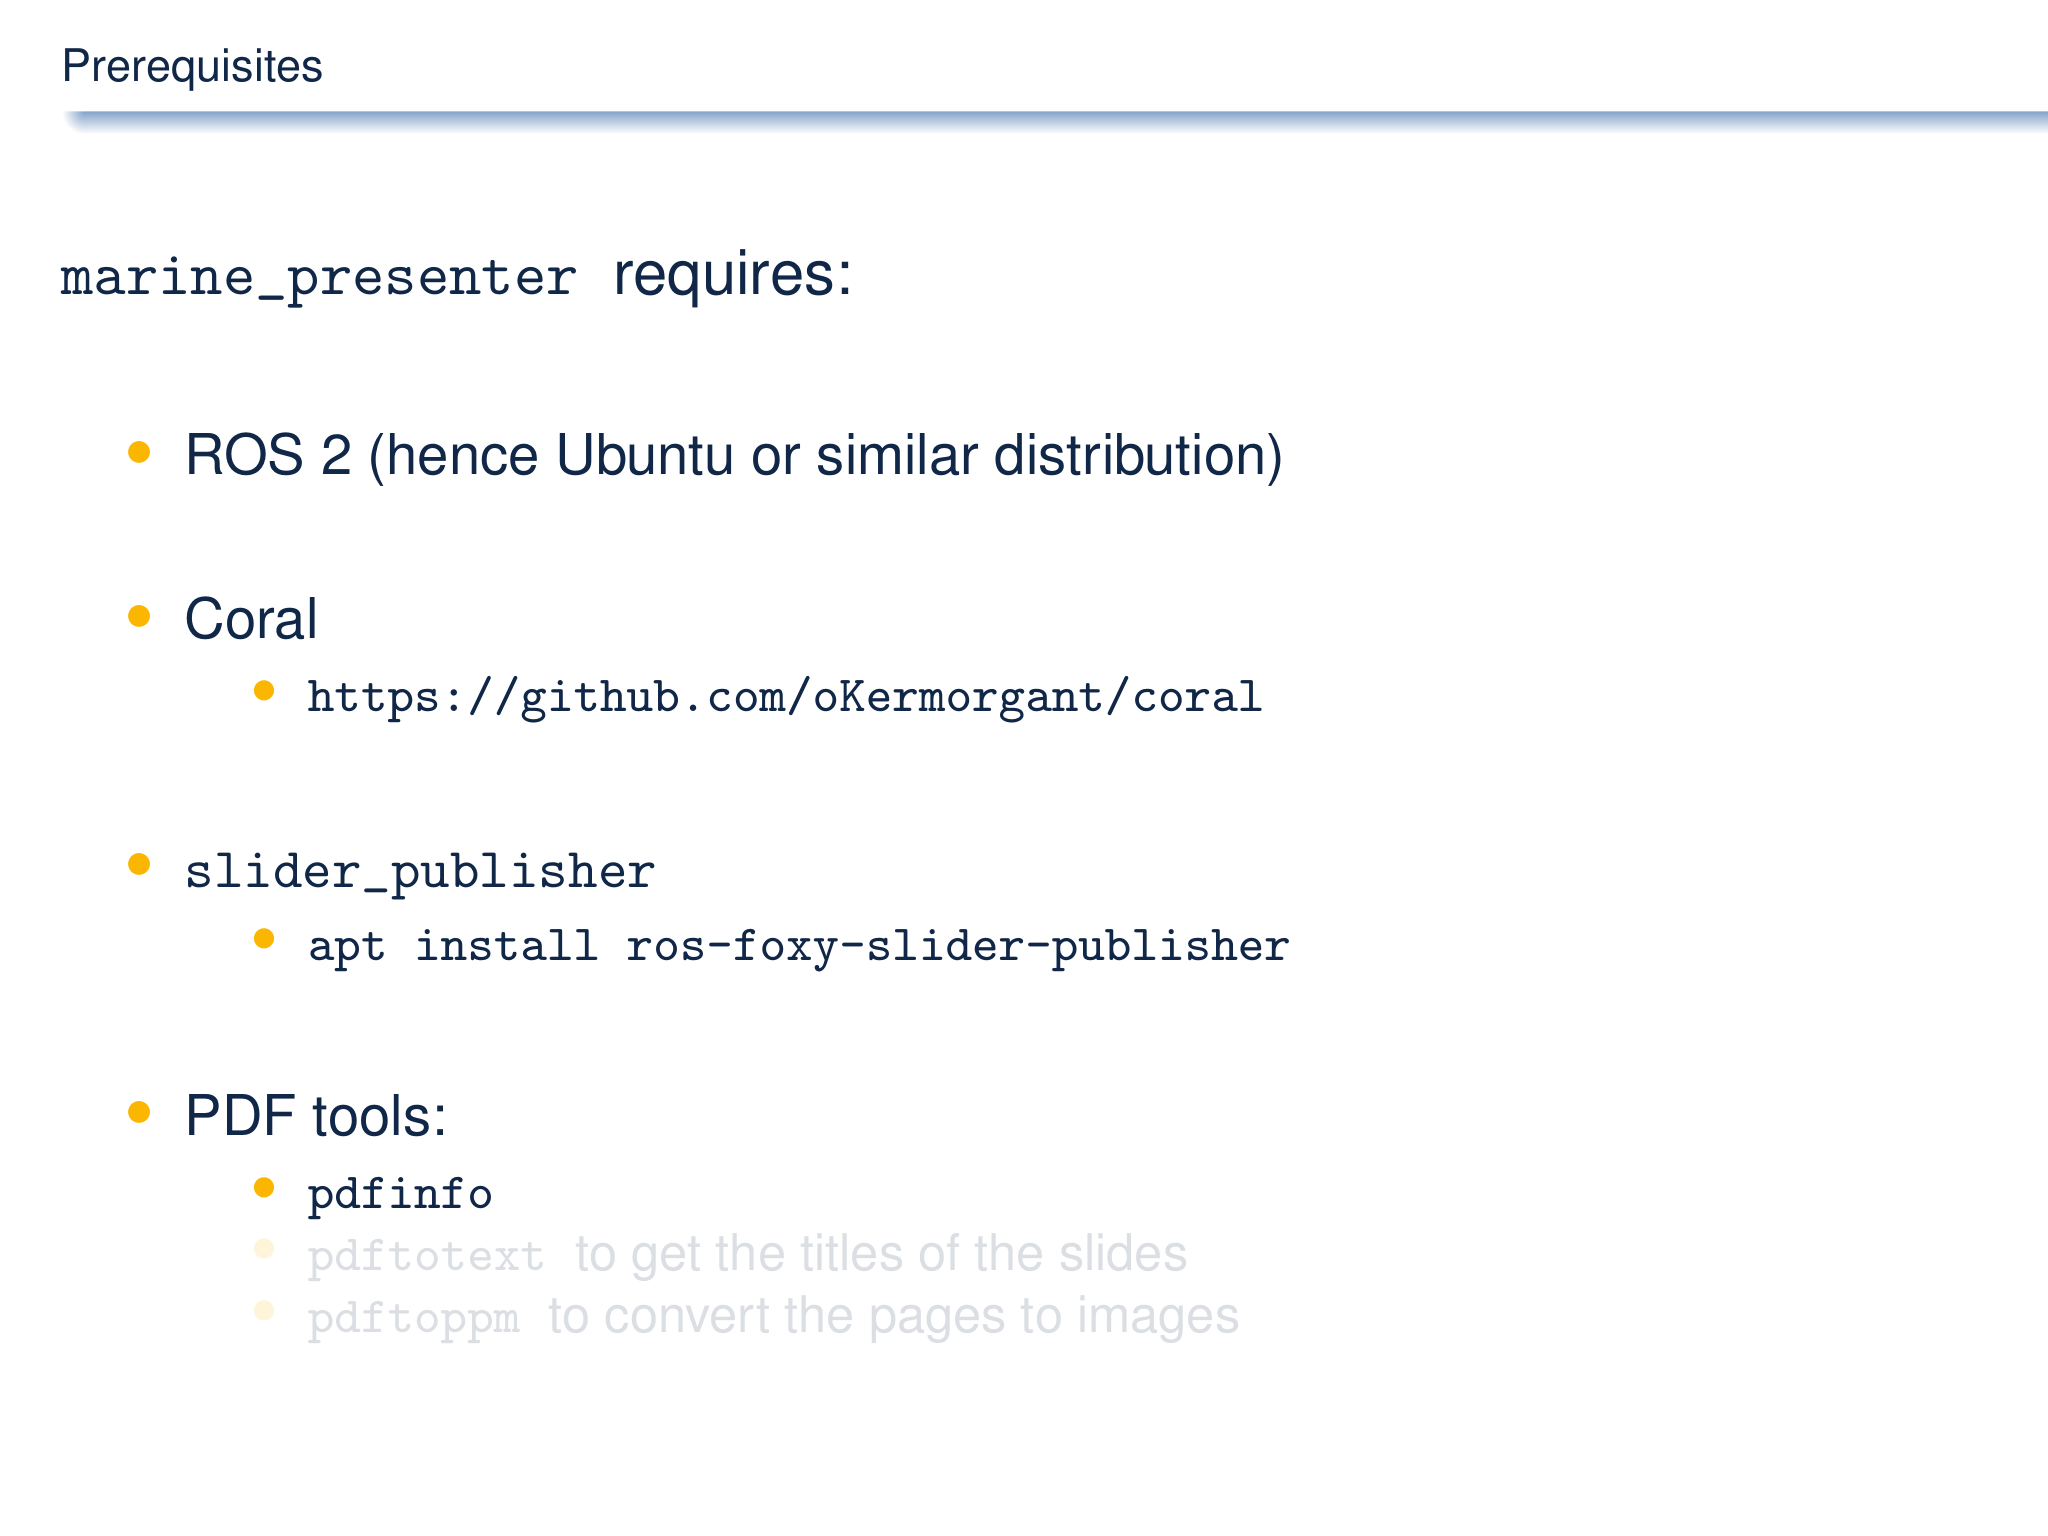 Prerequisites
marine_presenter requires:
ROS 2 (hence Ubuntu or similar distribution)
Coral
https://github.com/oKermorgant/coral
slider_publisher
apt install ros-foxy-slider-publisher
PDF tools:
pdfinfo
pdftotext to get the titles of the slides
pdftoppm to convert the pages to images